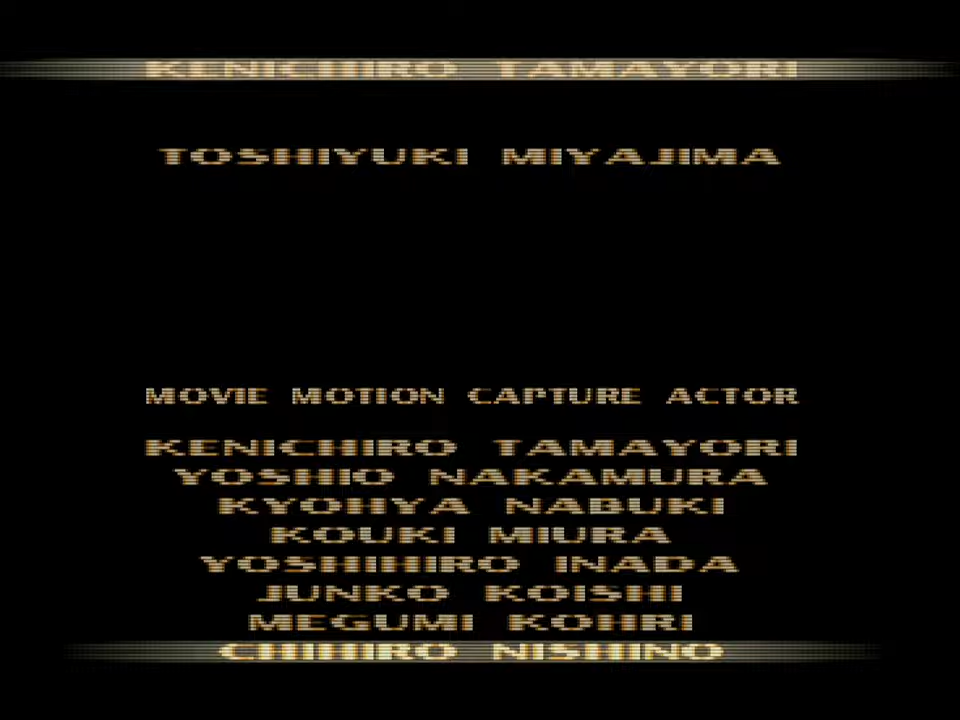 KENICHIRO TAMAYORI
TOSHIYUKI MIYAJIMA
MOVIE MOTION CAPTURE ACTOR
KENICHIRO TAMAYORI
YOSHIO NAKAMURA
KYOHYA NABUKI
KOUKI MIURA
YOSHIHIRO INADA
JUNKO KOISHI
MEGUMI KOHRI
CHIHIRO NISHINO